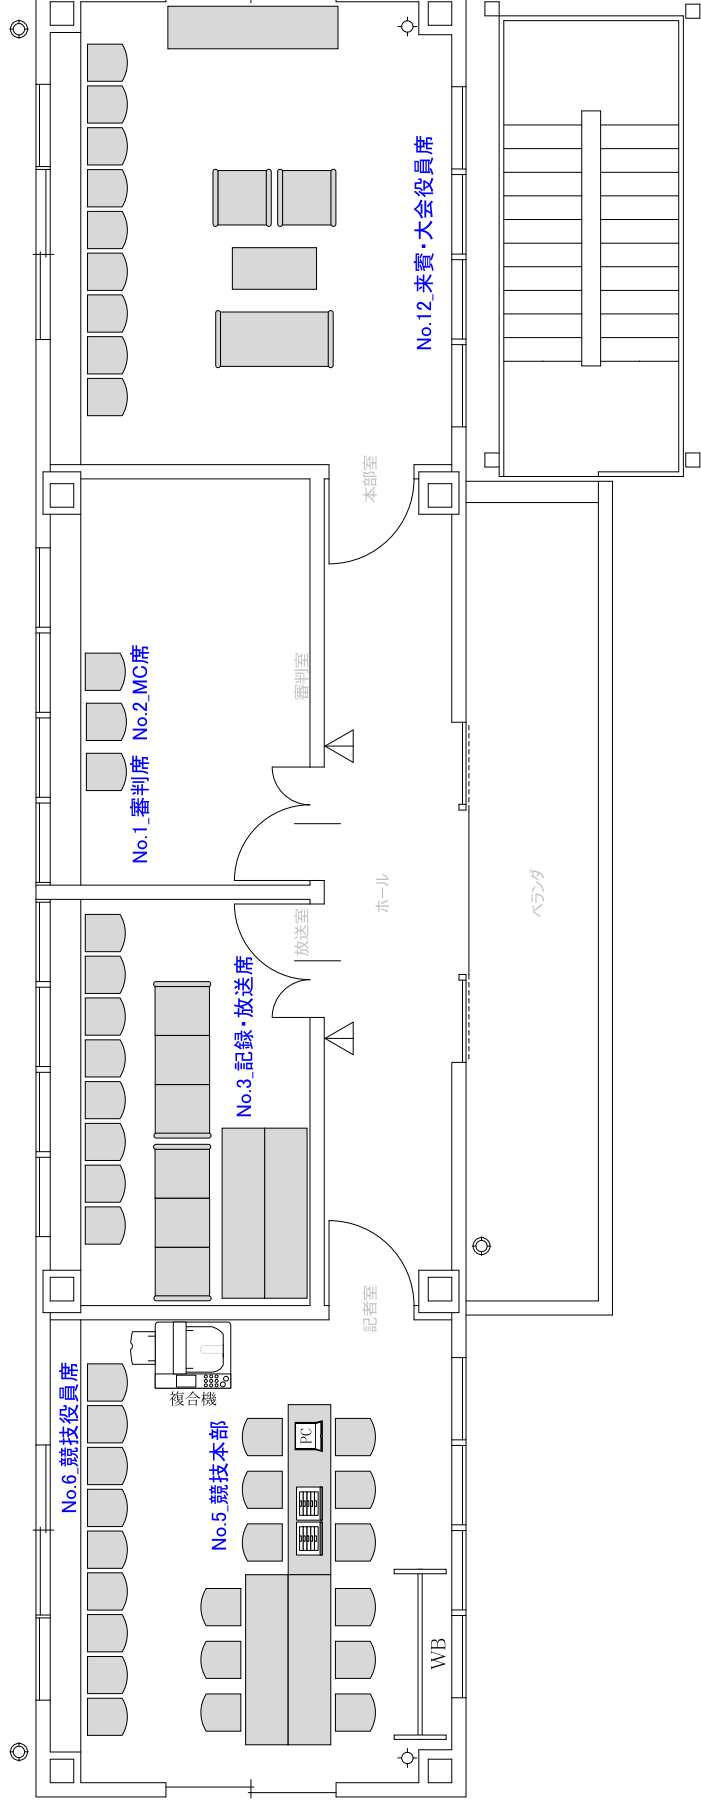 No.12_来賓・大会役員席
本部室
No.2_MC席
審判室
No.1_審判席
ホール
ベランダ
放送室
No.3_記録・放送席
記者室
複合機
No.6_競技役員席
No.5_競技本部
PC
WB